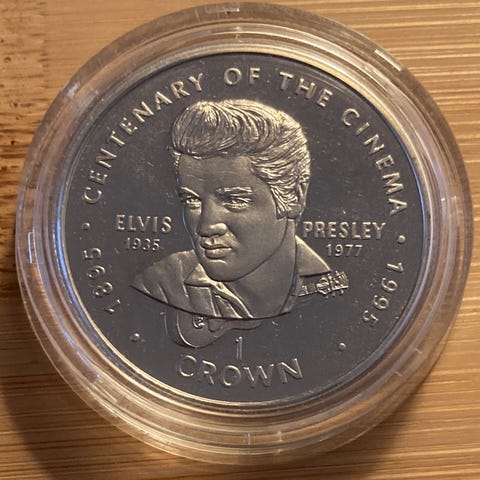 1895 • CENTENARY OF THE CINEMA • 1995
ELVIS PRESLEY
1935 1977
1
CROWN